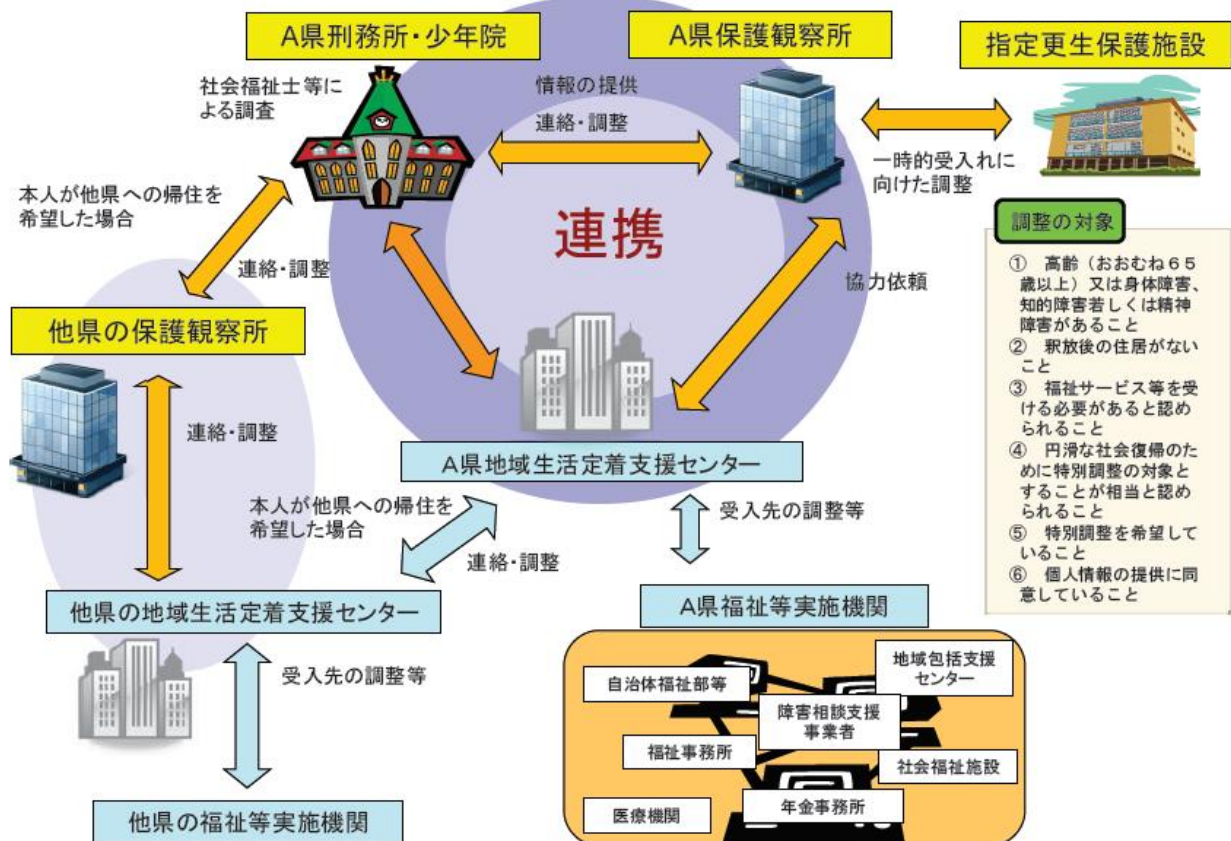 A県刑務所・少年院
A県保護観察所
指定更生保護施設
社会福祉士等に
よる調査
情報の提供
連絡・調整
一時的受入れに
向けた調整
本人が他県への帰住を
希望した場合
連絡・調整
連携
協力依頼
調整の対象
① 高齢(おおむね65
歳以上)又は身体障害、
知的障害若しくは精神
障害があること
② 釈放後の住居がない
こと
③ 福祉サービス等を受
ける必要があると認め
られること
④ 円滑な社会復帰のた
めに特別調整の対象と
することが相当と認め
られること
⑤ 特別調整を希望して
いること
⑥ 個人情報の提供に同
意していること
他県の保護観察所
連絡・調整
A県地域生活定着支援センター
本人が他県への帰住を
希望した場合
連絡・調整
受入先の調整等
他県の地域生活定着支援センター
A県福祉等実施機関
受入先の調整等
自治体福祉部等
地域包括支援
センター
障害相談支援
事業者
福祉事務所
社会福祉施設
年金事務所
医療機関
他県の福祉等実施機関